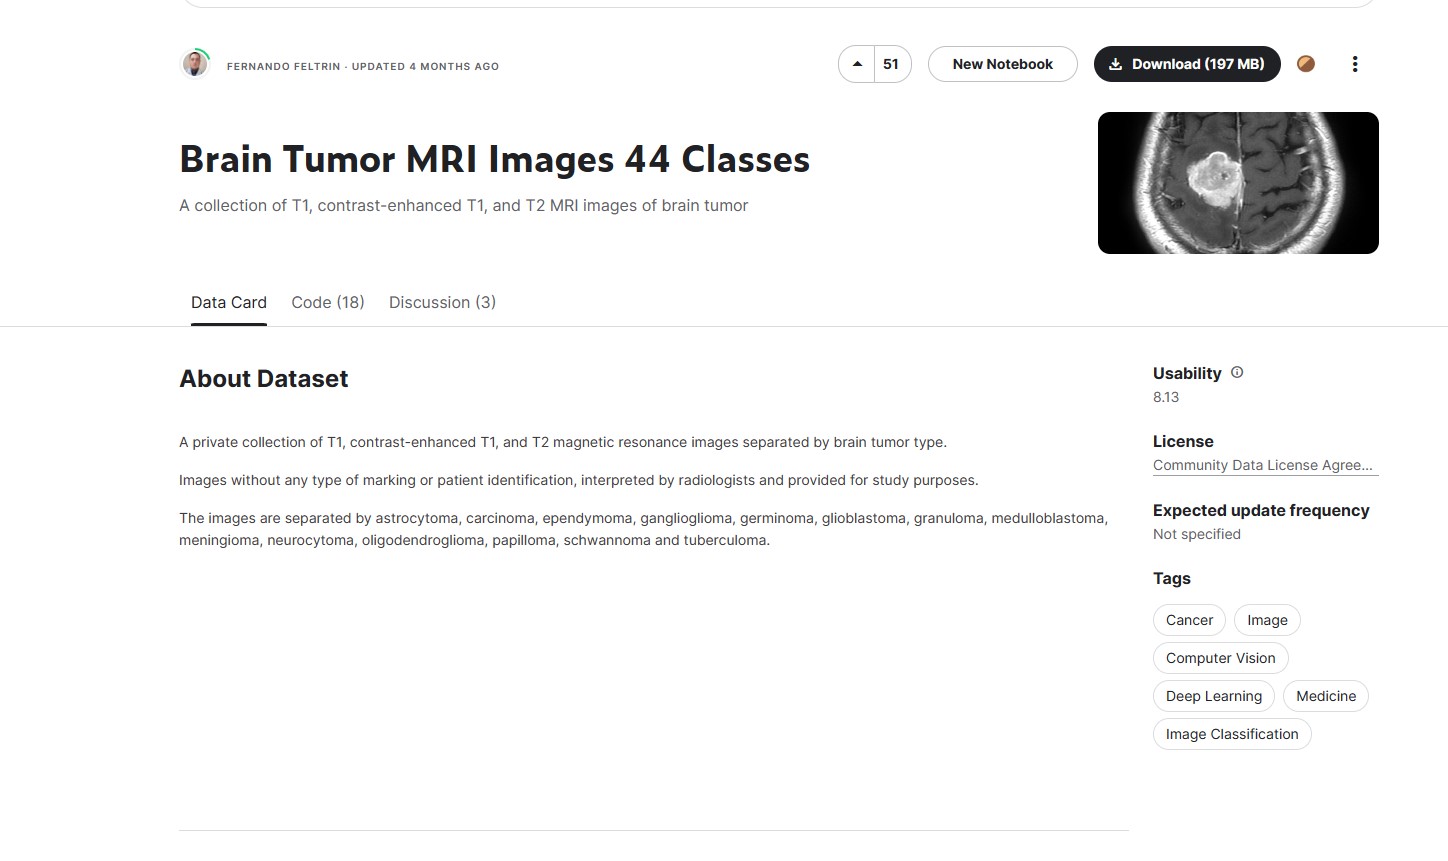 FERNANDO FELTRIN · UPDATED 4 MONTHS AGO
51
New Notebook
Download (197 MB)
Brain Tumor MRI Images 44 Classes
A collection of T1, contrast-enhanced T1, and T2 MRI images of brain tumor
Data Card
Code (18)
Discussion (3)
About Dataset
A private collection of T1, contrast-enhanced T1, and T2 magnetic resonance images separated by brain tumor type.
Images without any type of marking or patient identification, interpreted by radiologists and provided for study purposes.
The images are separated by astrocytoma, carcinoma, ependymoma, ganglioglioma, germinoma, glioblastoma, granuloma, medulloblastoma,
meningioma, neurocytoma, oligodendroglioma, papilloma, schwannoma and tuberculoma.
Usability
8.13
License
Community Data License Agree...
Expected update frequency
Not specified
Tags
Cancer
Image
Computer Vision
Deep Learning
Medicine
Image Classification